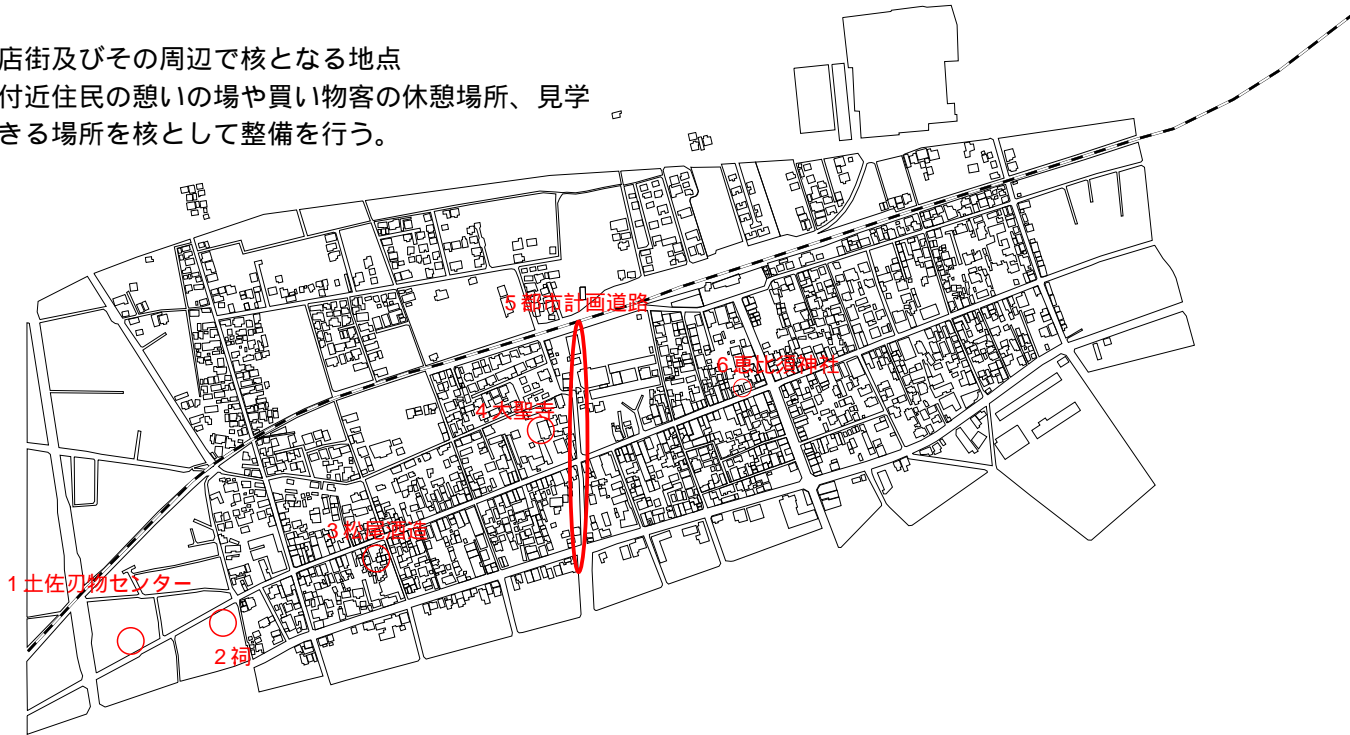 店街及びその周辺で核となる地点
付近住民の憩いの場や買い物客の休憩場所、見学
きる場所を核として整備を行う。
5都市計画道路
6恵比須神社
4大聖寺
3松尾酒造
1土佐刃物センター
2祠